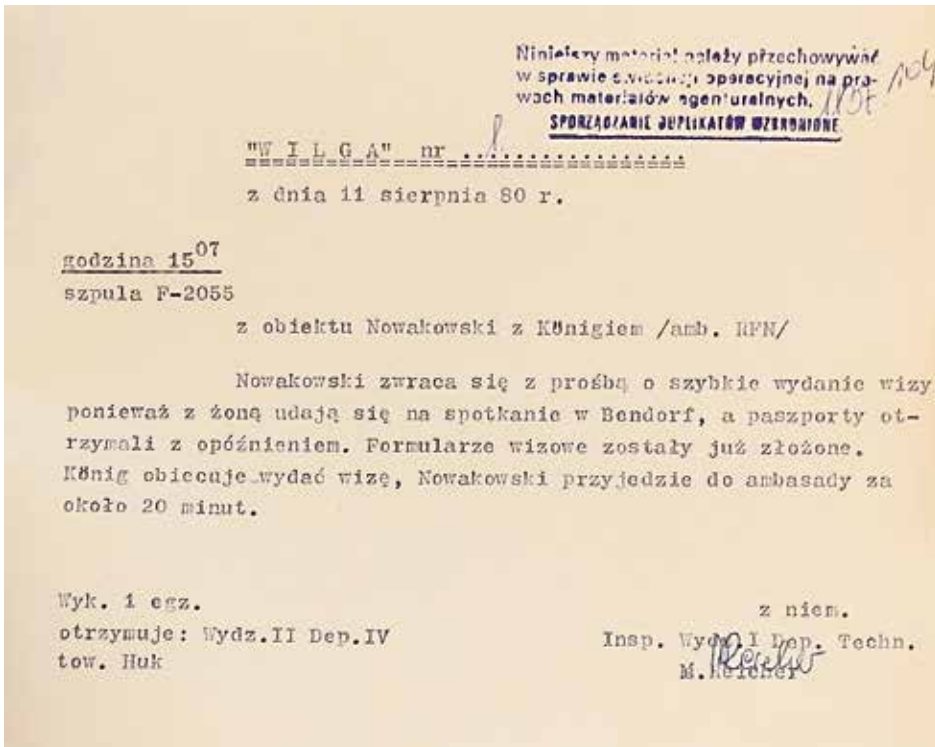 Niniejszy materiał należy przechowywać
w sprawie ewidencji operacyjnej na pra-
wach materiałów agenturalnych.
SPORZĄDZANIE DUPLIKATÓW WZBRONIONE
104
"W I L G A" nr ..................
z dnia 11 sierpnia 80 r.
godzina 15 07
szpula F-2055
z obiektu Nowakowski z Königiem /amb. RFN/
Nowakowski zwraca się z prośbą o szybkie wydanie wizy
ponieważ z żoną udają się na spotkanie w Bendorf, a paszporty ot-
rzymali z opóźnieniem. Formularze wizowe zostały już złożone.
König obiecuje wydać wizę, Nowakowski przyjedzie do ambasady za
około 20 minut.
Wyk. 1 egz.
otrzymuje: Wydz.II Dep.IV
tow. Huk
z niem.
Insp. Wydz.I Dep. Techn.
M.Reicher